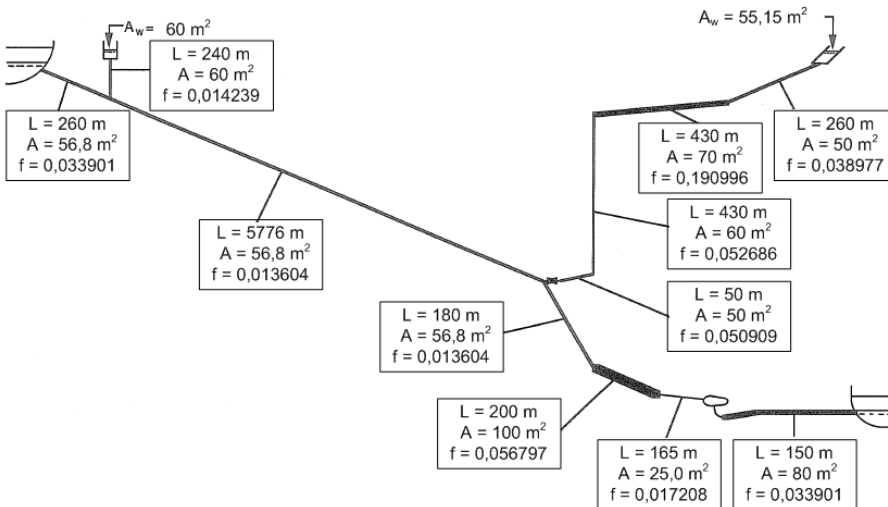 A_w = 60 m²
A_w = 55,15 m²
L = 240 m
A = 60 m²
f = 0,014239
L = 260 m
A = 56,8 m²
f = 0,033901
L = 430 m
A = 70 m²
f = 0,190996
L = 260 m
A = 50 m²
f = 0,038977
L = 5776 m
A = 56,8 m²
f = 0,013604
L = 430 m
A = 60 m²
f = 0,052686
L = 50 m
A = 50 m²
f = 0,050909
L = 180 m
A = 56,8 m²
f = 0,013604
L = 200 m
A = 100 m²
f = 0,056797
L = 165 m
A = 25,0 m²
f = 0,017208
L = 150 m
A = 80 m²
f = 0,033901